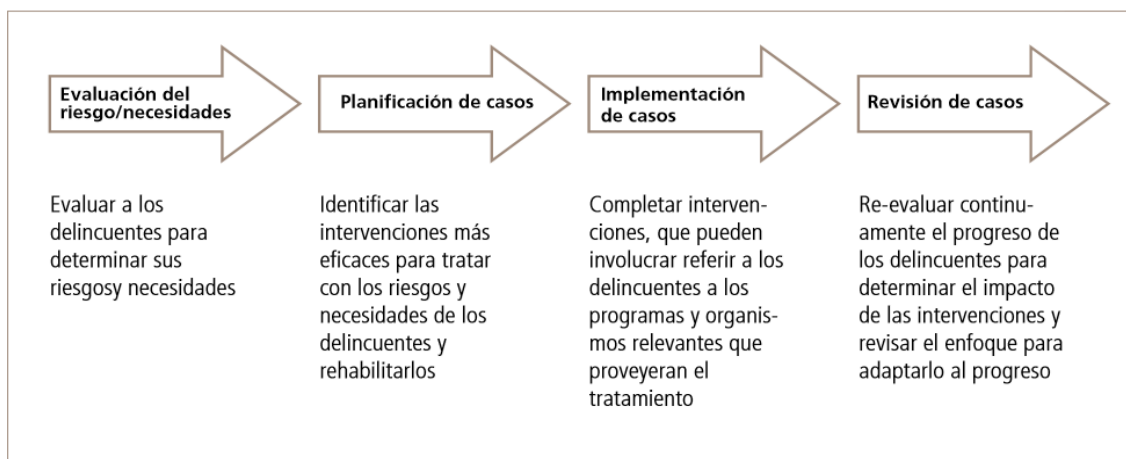 Evaluación del
riesgo/necesidades
Planificación de casos
Implementación
de casos
Revisión de casos
Evaluar a los
delincuentes para
determinar sus
riesgosy necesidades
Identificar las
intervenciones más
eficaces para tratar
con los riesgos y
necesidades de los
delincuentes y
rehabilitarlos
Completar interven-
ciones, que pueden
involucrar referir a los
delincuentes a los
programas y organis-
mos relevantes que
proveyeran el
tratamiento
Re-evaluar continu-
amente el progreso de
los delincuentes para
determinar el impacto
de las intervenciones y
revisar el enfoque para
adaptarlo al progreso